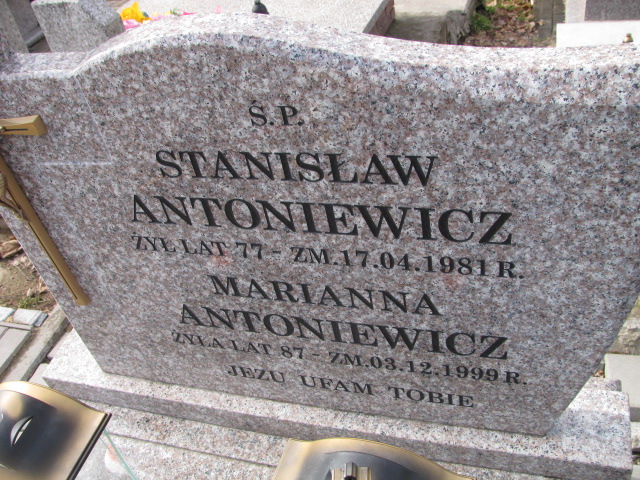 Ś.P.
STANISŁAW
ANTONIEWICZ
ŻYŁ LAT 77 - ZM.17.04.1981 R.
MARIANNA
ANTONIEWICZ
ŻYŁA LAT 87 - ZM.03.12.1999 R.
JEZU UFAM TOBIE